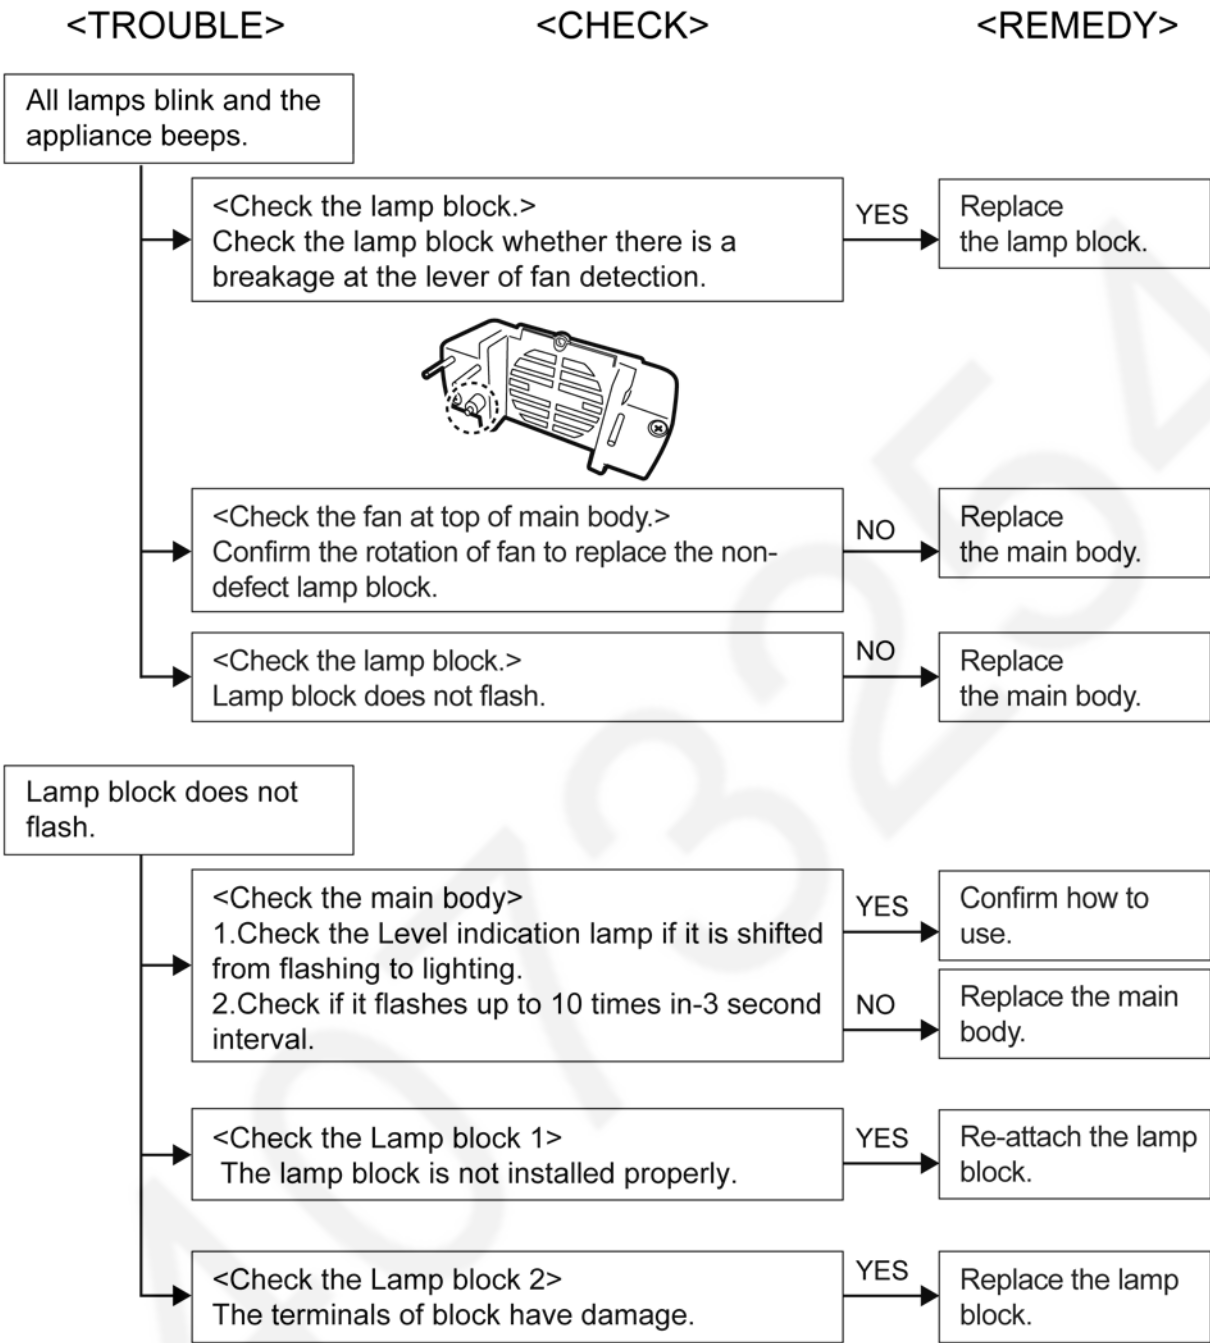 <TROUBLE> <CHECK> <REMEDY>
All lamps blink and the
appliance beeps.
<Check the lamp block.>
Check the lamp block whether there is a
breakage at the lever of fan detection.
YES
Replace
the lamp block.
<Check the fan at top of main body.>
Confirm the rotation of fan to replace the non-
defect lamp block.
NO
Replace
the main body.
<Check the lamp block.>
Lamp block does not flash.
NO
Replace
the main body.
Lamp block does not
flash.
<Check the main body>
1.Check the Level indication lamp if it is shifted
from flashing to lighting.
2.Check if it flashes up to 10 times in-3 second
interval.
YES
Confirm how to
use.
NO
Replace the main
body.
<Check the Lamp block 1>
The lamp block is not installed properly.
YES
Re-attach the lamp
block.
<Check the Lamp block 2>
The terminals of block have damage.
YES
Replace the lamp
block.
4073254